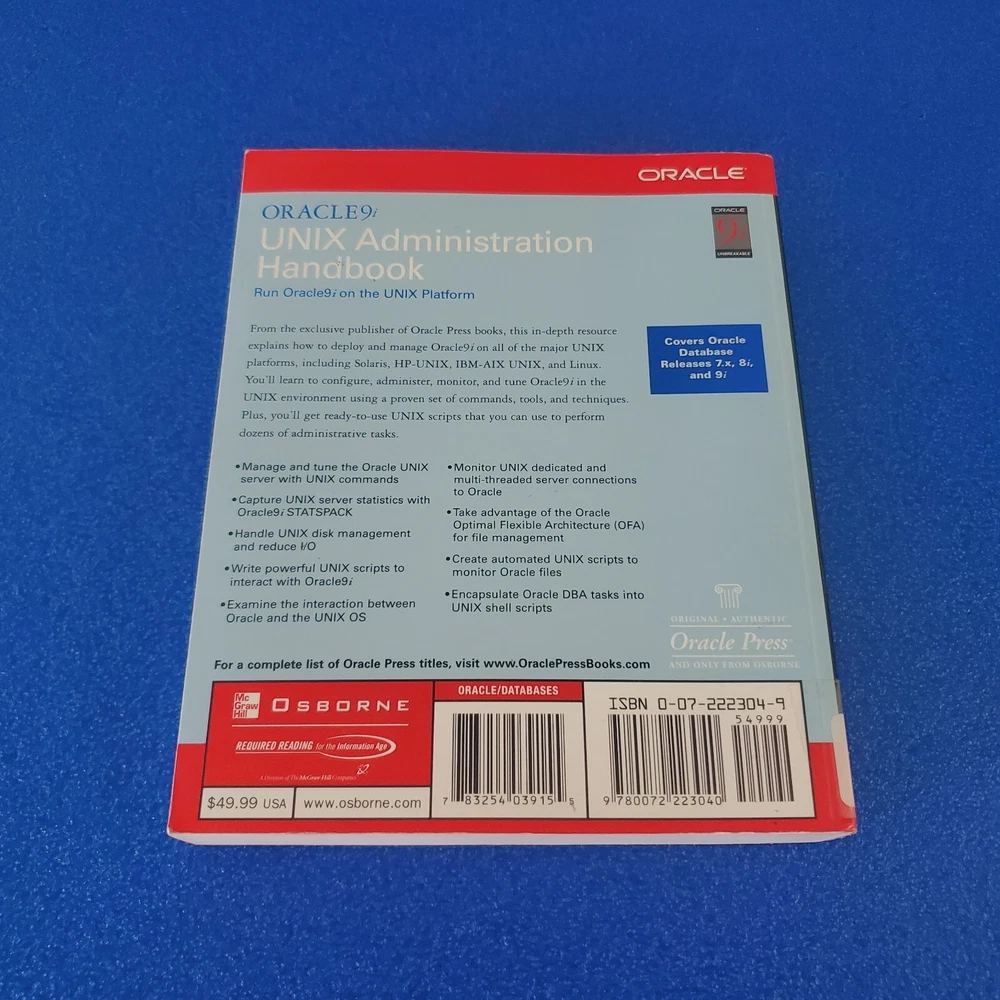 ORACLE
ORACLE9i
UNIX Administration
Handbook
Run Oracle9i on the UNIX Platform
ORACLE
9i
UNBREAKABLE
From the exclusive publisher of Oracle Press books, this in-depth resource
explains how to deploy and manage Oracle9i on all of the major UNIX
platforms, including Solaris, HP-UNIX, IBM-AIX UNIX, and Linux.
You'll learn to configure, administer, monitor, and tune Oracle9i in the
UNIX environment using a proven set of commands, tools, and techniques.
Plus, you'll get ready-to-use UNIX scripts that you can use to perform
dozens of administrative tasks.
Covers Oracle
Database
Releases 7.x, 8i,
and 9i
•Manage and tune the Oracle UNIX
server with UNIX commands
•Capture UNIX server statistics with
Oracle9i STATSPACK
•Handle UNIX disk management
and reduce I/O
•Write powerful UNIX scripts to
interact with Oracle9i
•Examine the interaction between
Oracle and the UNIX OS
•Monitor UNIX dedicated and
multi-threaded server connections
to Oracle
•Take advantage of the Oracle
Optimal Flexible Architecture (OFA)
for file management
•Create automated UNIX scripts to
monitor Oracle files
•Encapsulate Oracle DBA tasks into
UNIX shell scripts
ORIGINAL • AUTHENTIC
Oracle Press™
AND ONLY FROM OSBORNE
For a complete list of Oracle Press titles, visit www.OraclePressBooks.com
Mc
Graw
Hill
OSBORNE
REQUIRED READING for the Information Age
A Division of The McGraw-Hill Companies
$49.99 USA
www.osborne.com
ORACLE/DATABASES
7 83254 03915 5
ISBN 0-07-222304-9
54999
9 780072 223040